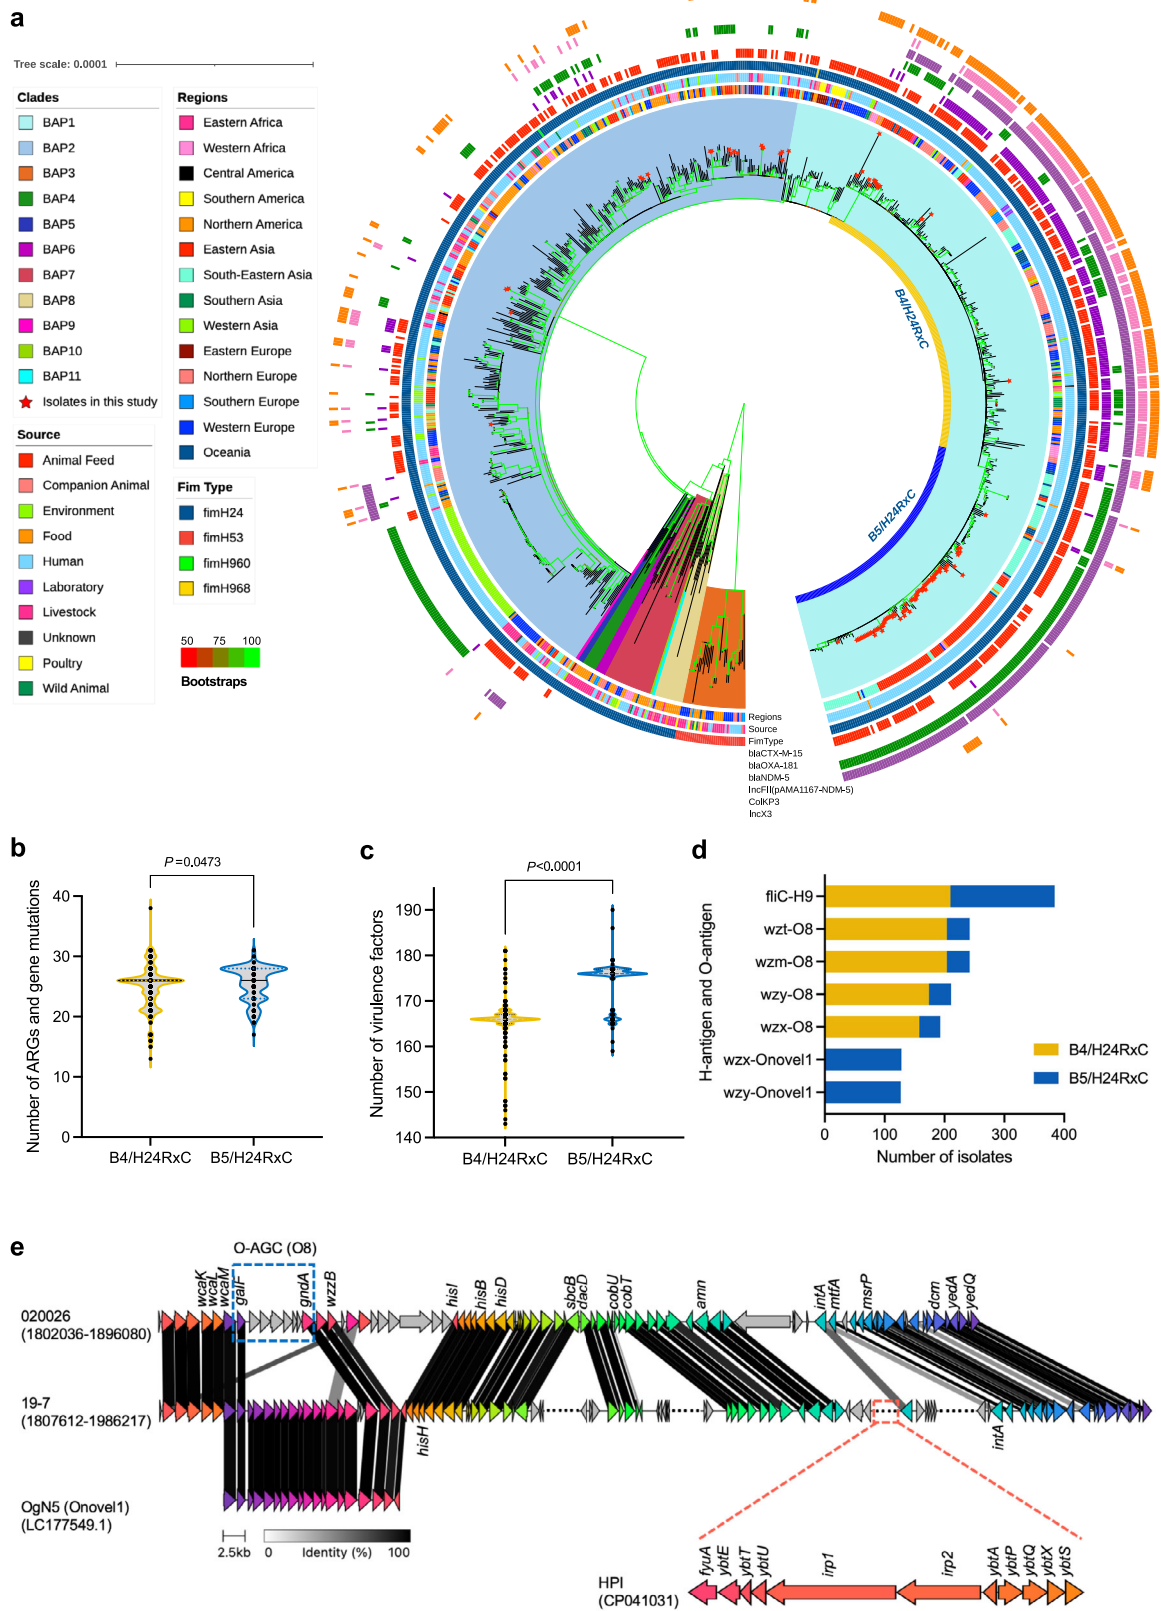 a
Tree scale: 0.0001
Clades
BAP1
BAP2
BAP3
BAP4
BAP5
BAP6
BAP7
BAP8
BAP9
BAP10
BAP11
Isolates in this study
Source
Animal Feed
Companion Animal
Environment
Food
Human
Laboratory
Livestock
Unknown
Poultry
Wild Animal
Regions
Eastern Africa
Western Africa
Central America
Southern America
Northern America
Eastern Asia
South-Eastern Asia
Southern Asia
Western Asia
Eastern Europe
Northern Europe
Southern Europe
Western Europe
Oceania
Fim Type
fimH24
fimH53
fimH960
fimH968
50 75 100
Bootstraps
B4/H24RxC
B5/H24RxC
Regions
Source
FimType
blaCTX-M-15
blaOXA-181
blaNDM-5
IncFII(pAMA1167-NDM-5)
ColKP3
IncX3
b
P=0.0473
Number of ARGs and gene mutations
40
30
20
10
0
B4/H24RxC B5/H24RxC
c
P<0.0001
Number of virulence factors
190
180
170
160
150
140
B4/H24RxC B5/H24RxC
d
H-antigen and O-antigen
fliC-H9
wzt-O8
wzm-O8
wzy-O8
wzx-O8
wzx-Onovel1
wzy-Onovel1
B4/H24RxC
B5/H24RxC
0 100 200 300 400
Number of isolates
e
O-AGC (O8)
wcaK wcaL wcaM galF gndA wzzB hisI hisB hisD sbcB dacD cobU cobT amn intA mtfA msrP dcm yedA yedQ
020026
(1802036-1896080)
19-7
(1807612-1986217)
hisH intA
OgN5 (Onovel1)
(LC177549.1)
2.5kb
0 Identity (%) 100
fyuA ybtE ybtT ybtU irp1 irp2 ybtA ybtP ybtQ ybtX ybtS
HPI
(CP041031)